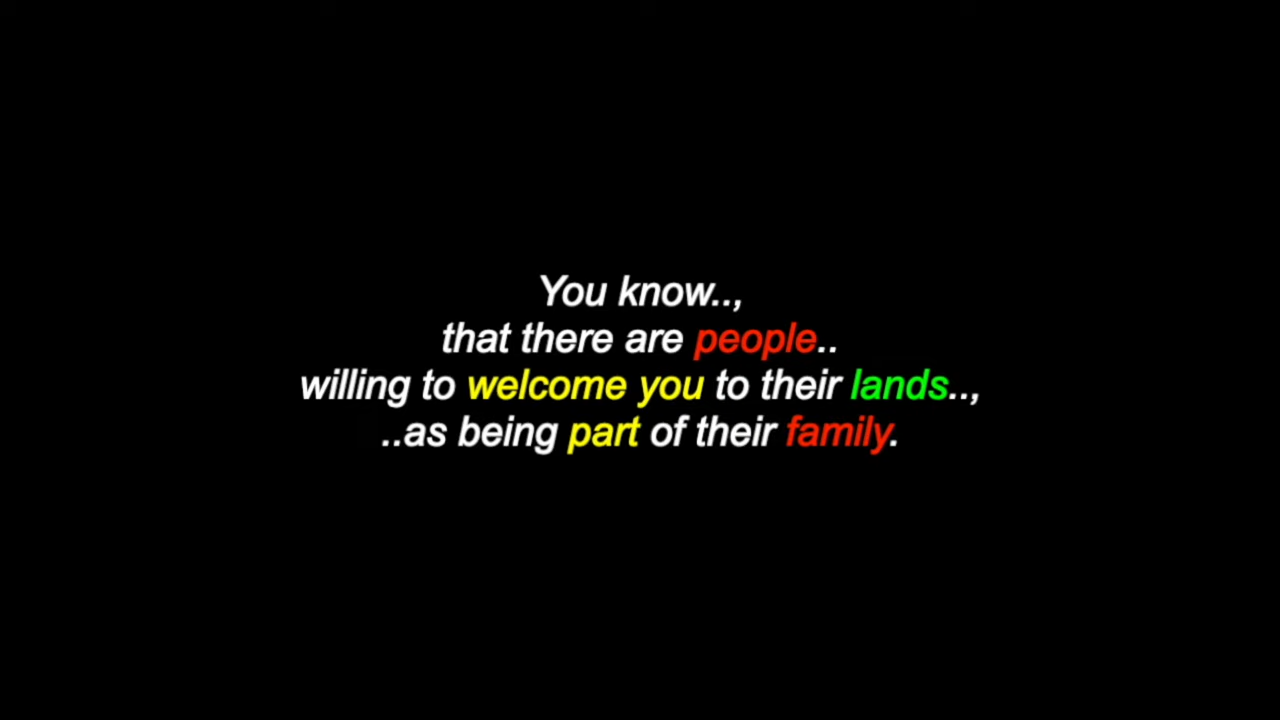 You know..,
that there are people..
willing to welcome you to their lands..,
..as being part of their family.